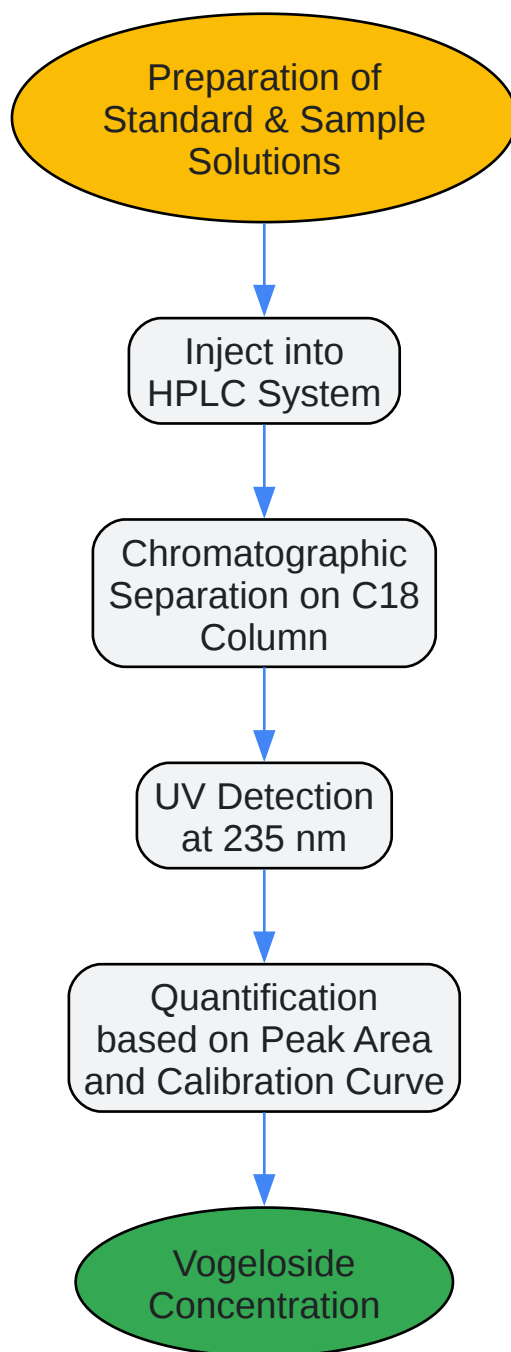 Preparation of
Standard & Sample
Solutions
Inject into
HPLC System
Chromatographic
Separation on C18
Column
UV Detection
at 235 nm
Quantification
based on Peak Area
and Calibration Curve
Vogeloside
Concentration